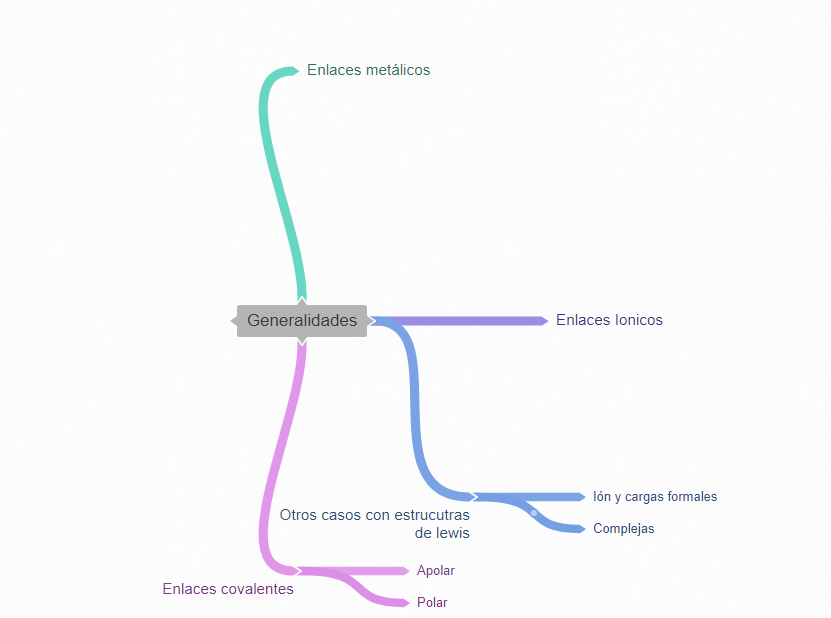 Enlaces metálicos
Generalidades
Enlaces Ionicos
Ión y cargas formales
Otros casos con estrucutras
de lewis
Complejas
Apolar
Enlaces covalentes
Polar